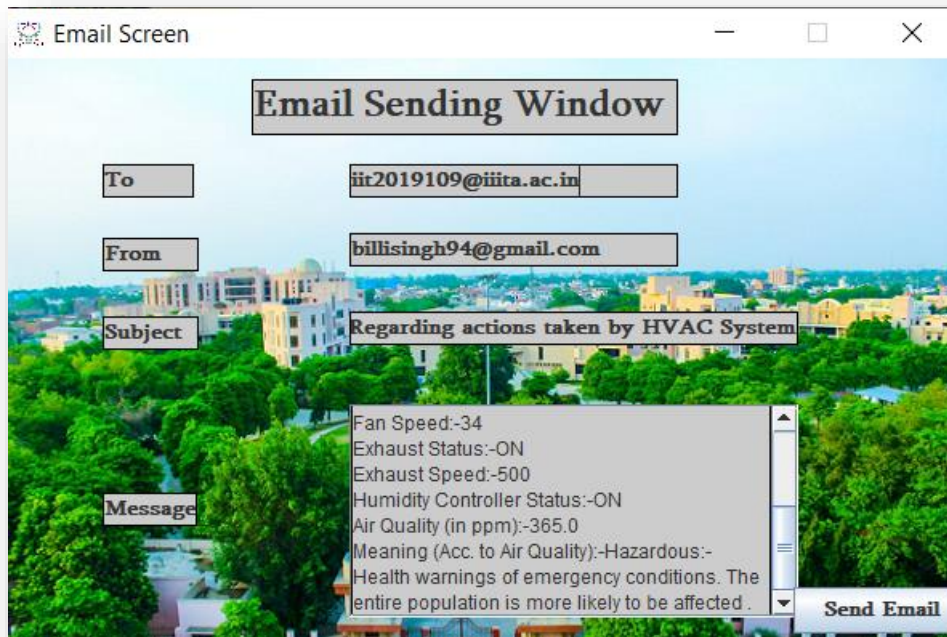 Email Screen
Email Sending Window
To
iit2019109@iiita.ac.in
From
billisingh94@gmail.com
Subject
Regarding actions taken by HVAC System
Message
Fan Speed:-34
Exhaust Status:-ON
Exhaust Speed:-500
Humidity Controller Status:-ON
Air Quality (in ppm):-365.0
Meaning (Acc. to Air Quality):-Hazardous:-
Health warnings of emergency conditions. The
entire population is more likely to be affected .
Send Email